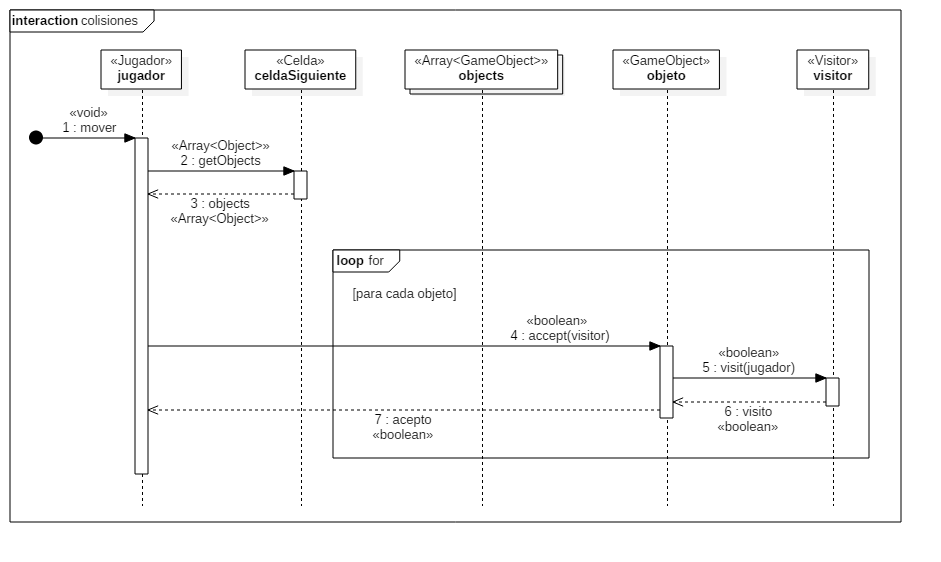 interaction colisiones
«Jugador»
jugador
«Celda»
celdaSiguiente
«Array<GameObject>»
objects
«GameObject»
objeto
«Visitor»
visitor
«void»
1 : mover
«Array<Object>»
2 : getObjects
3 : objects
«Array<Object>»
loop for
[para cada objeto]
«boolean»
4 : accept(visitor)
«boolean»
5 : visit(jugador)
6 : visito
«boolean»
7 : acepto
«boolean»